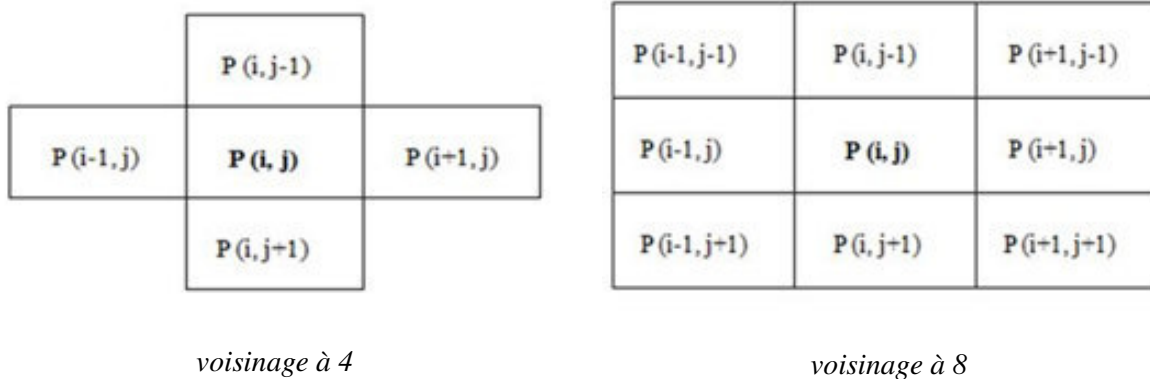 P (i, j-1)
P (i-1, j) P (i, j) P (i+1, j)
P (i, j+1)
voisinage à 4
P (i-1, j-1) P (i, j-1) P (i+1, j-1)
P (i-1, j) P (i, j) P (i+1, j)
P (i-1, j+1) P (i, j+1) P (i+1, j+1)
voisinage à 8